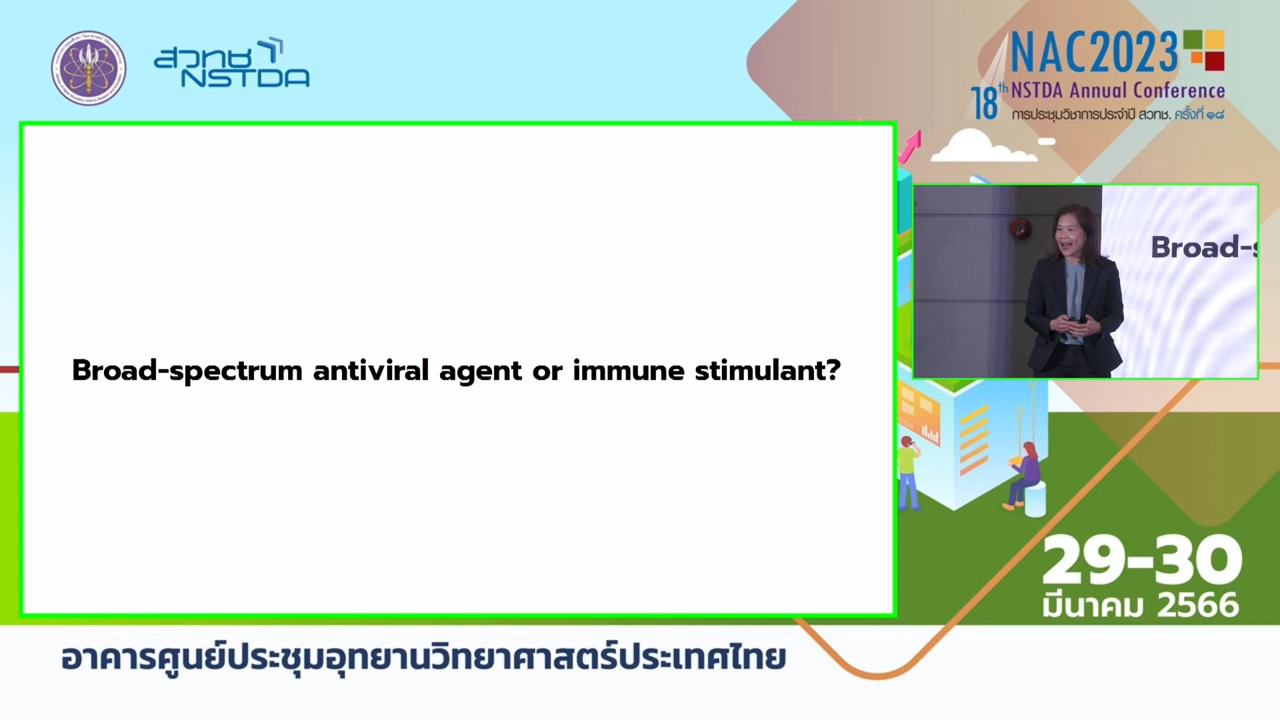 สวทช
NSTDA
NAC2023
18th NSTDA Annual Conference
การประชุมวิชาการประจำปี สวทช. ครั้งที่ ๑๘
Broad-spectrum antiviral agent or immune stimulant?
Broad-s
29-30
มีนาคม 2566
อาคารศูนย์ประชุมอุทยานวิทยาศาสตร์ประเทศไทย